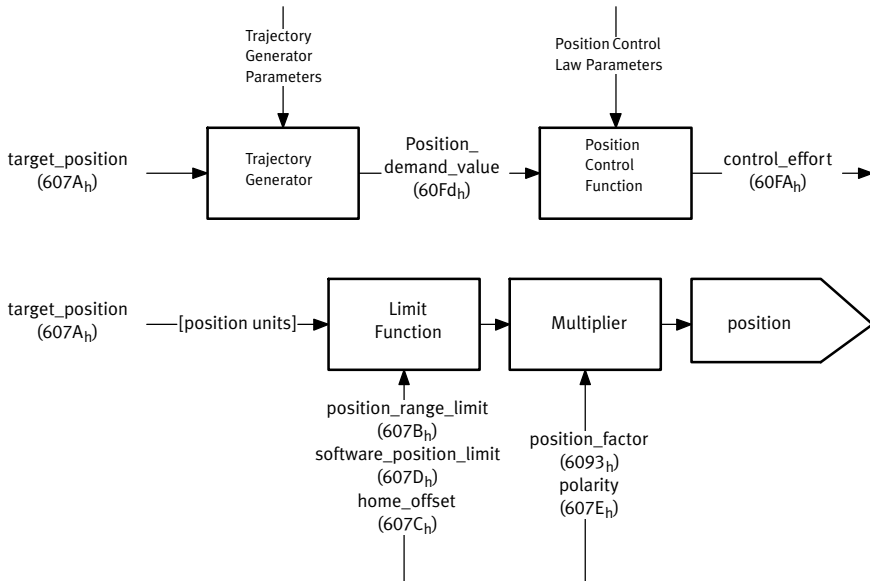 Trajectory
Generator
Parameters
Position Control
Law Parameters
target_position
(607Ah)
Trajectory
Generator
Position_
demand_value
(60Fdh)
Position
Control
Function
control_effort
(60FAh)
target_position
(607Ah)
[position units]
Limit
Function
Multiplier
position
position_range_limit
(607Bh)
software_position_limit
(607Dh)
home_offset
(607Ch)
position_factor
(6093h)
polarity
(607Eh)